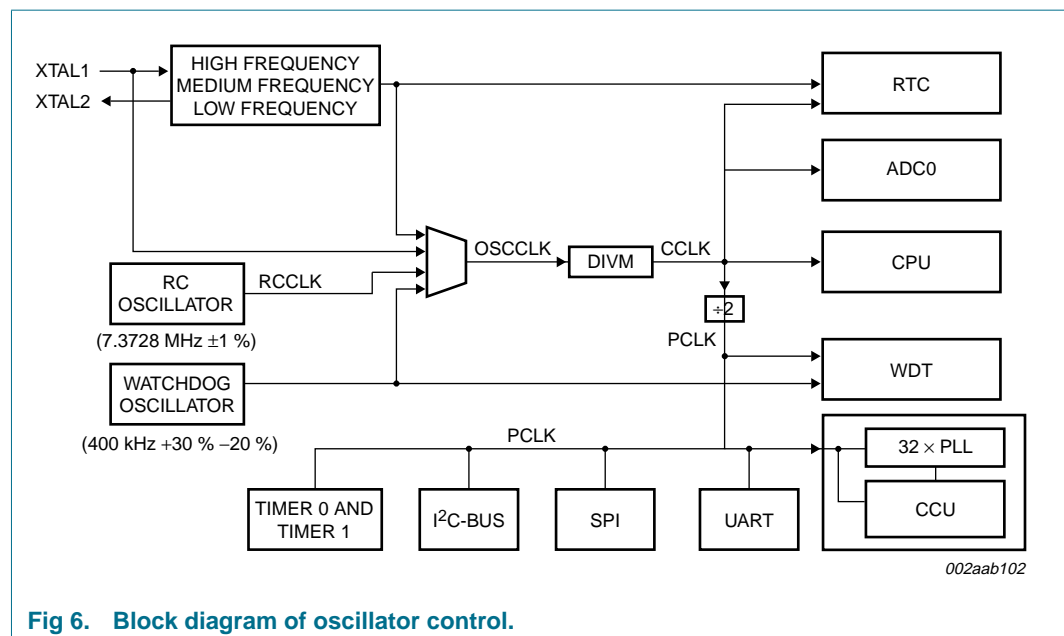 XTAL1
XTAL2
HIGH FREQUENCY
MEDIUM FREQUENCY
LOW FREQUENCY
RTC
ADC0
OSCCLK
DIVM
CCLK
CPU
RC
OSCILLATOR
RCCLK
(7.3728 MHz ±1 %)
÷2
PCLK
WDT
WATCHDOG
OSCILLATOR
(400 kHz +30 % −20 %)
PCLK
32 × PLL
CCU
TIMER 0 AND
TIMER 1
I²C-BUS
SPI
UART
002aab102
Fig 6. Block diagram of oscillator control.